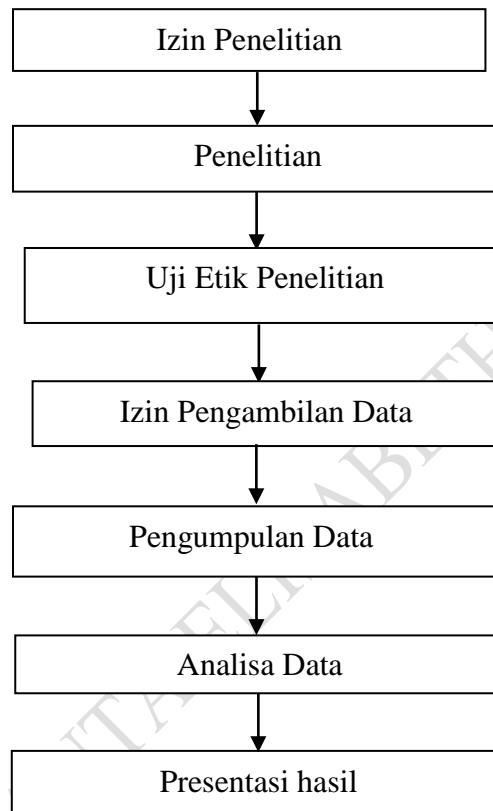 Izin Penelitian
Penelitian
Uji Etik Penelitian
Izin Pengambilan Data
Pengumpulan Data
Analisa Data
Presentasi hasil